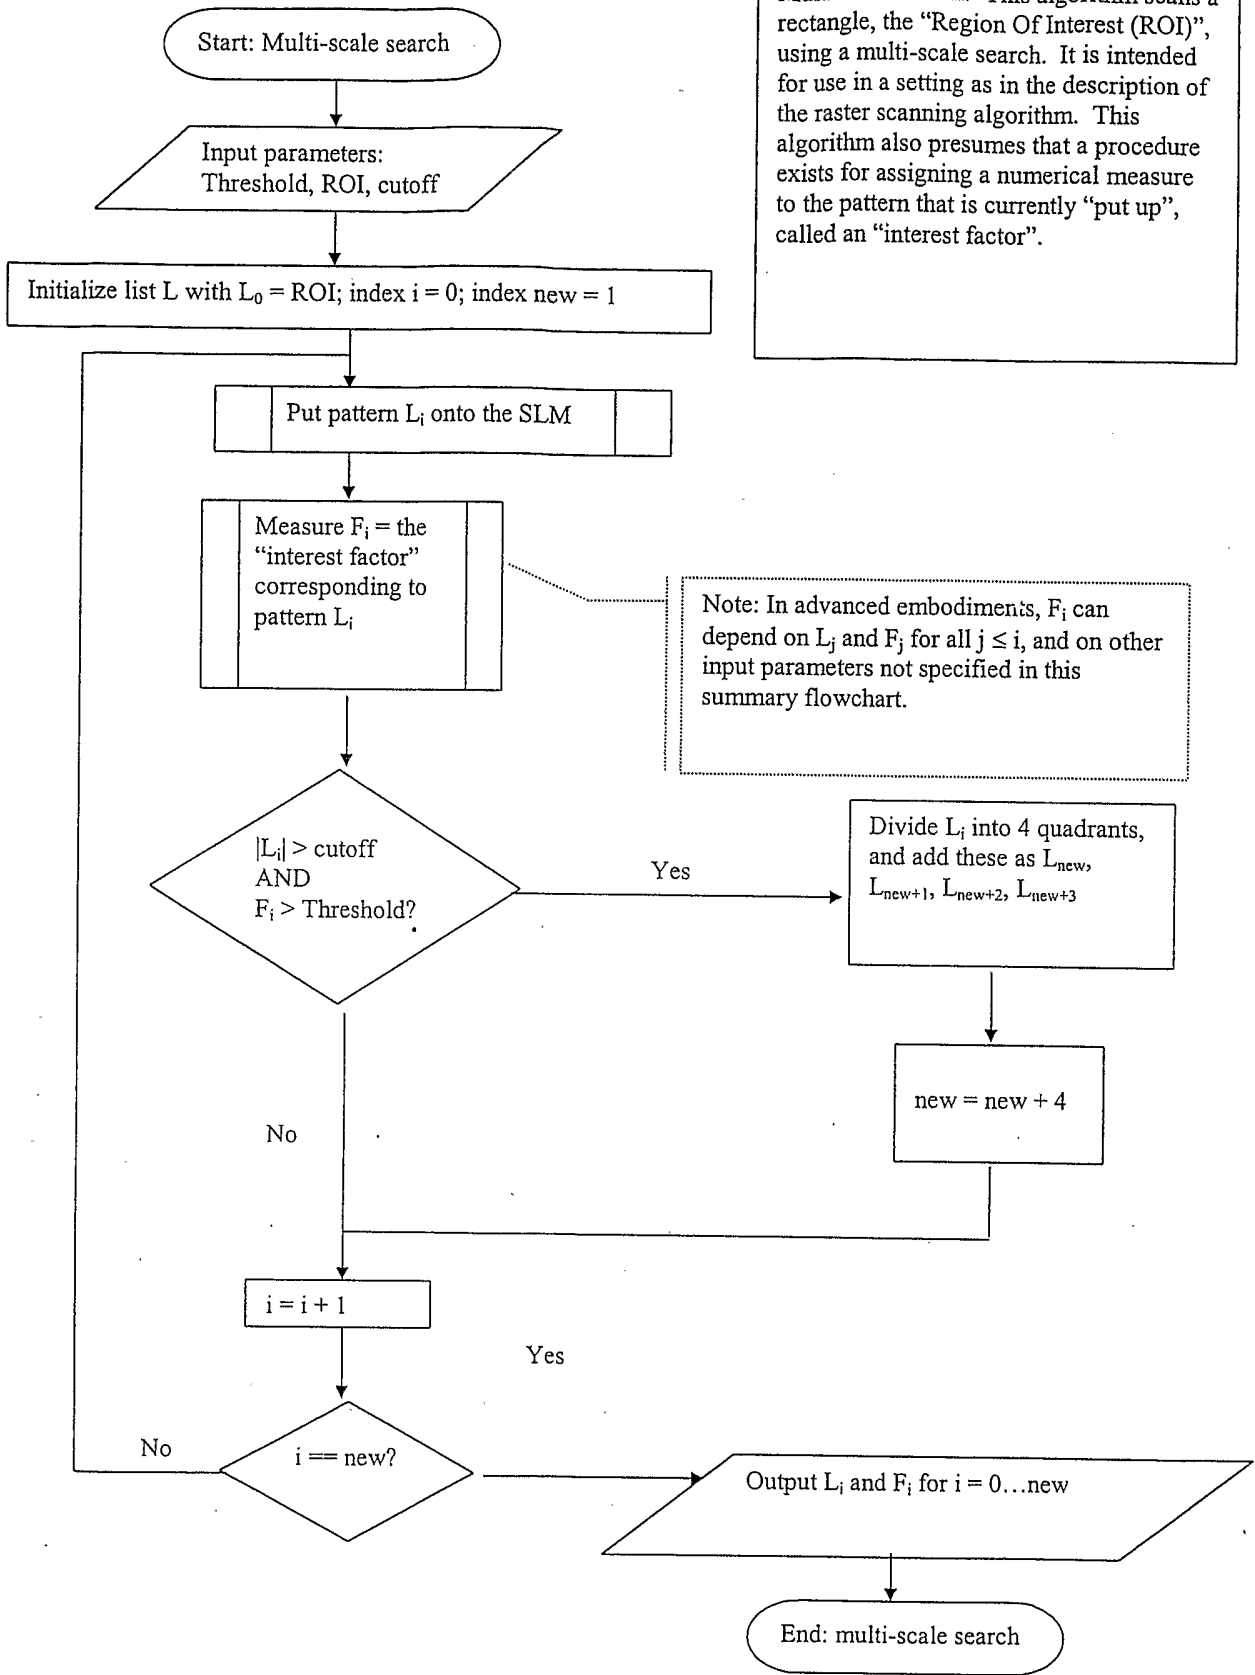 Start: Multi-scale search
rectangle, the “Region Of Interest (ROI)”,
using a multi-scale search. It is intended
for use in a setting as in the description of
the raster scanning algorithm. This
algorithm also presumes that a procedure
exists for assigning a numerical measure
to the pattern that is currently “put up”,
called an “interest factor”.
Input parameters:
Threshold, ROI, cutoff
Initialize list L with L₀ = ROI; index i = 0; index new = 1
Put pattern Lᵢ onto the SLM
Measure Fᵢ = the
“interest factor”
corresponding to
pattern Lᵢ
Note: In advanced embodiments, Fᵢ can
depend on Lⱼ and Fⱼ for all j ≤ i, and on other
input parameters not specified in this
summary flowchart.
|Lᵢ| > cutoff
AND
Fᵢ > Threshold?
Yes
Divide Lᵢ into 4 quadrants,
and add these as Lnew,
Lnew+1, Lnew+2, Lnew+3
new = new + 4
No
i = i + 1
Yes
i == new?
No
Output Lᵢ and Fᵢ for i = 0…new
End: multi-scale search